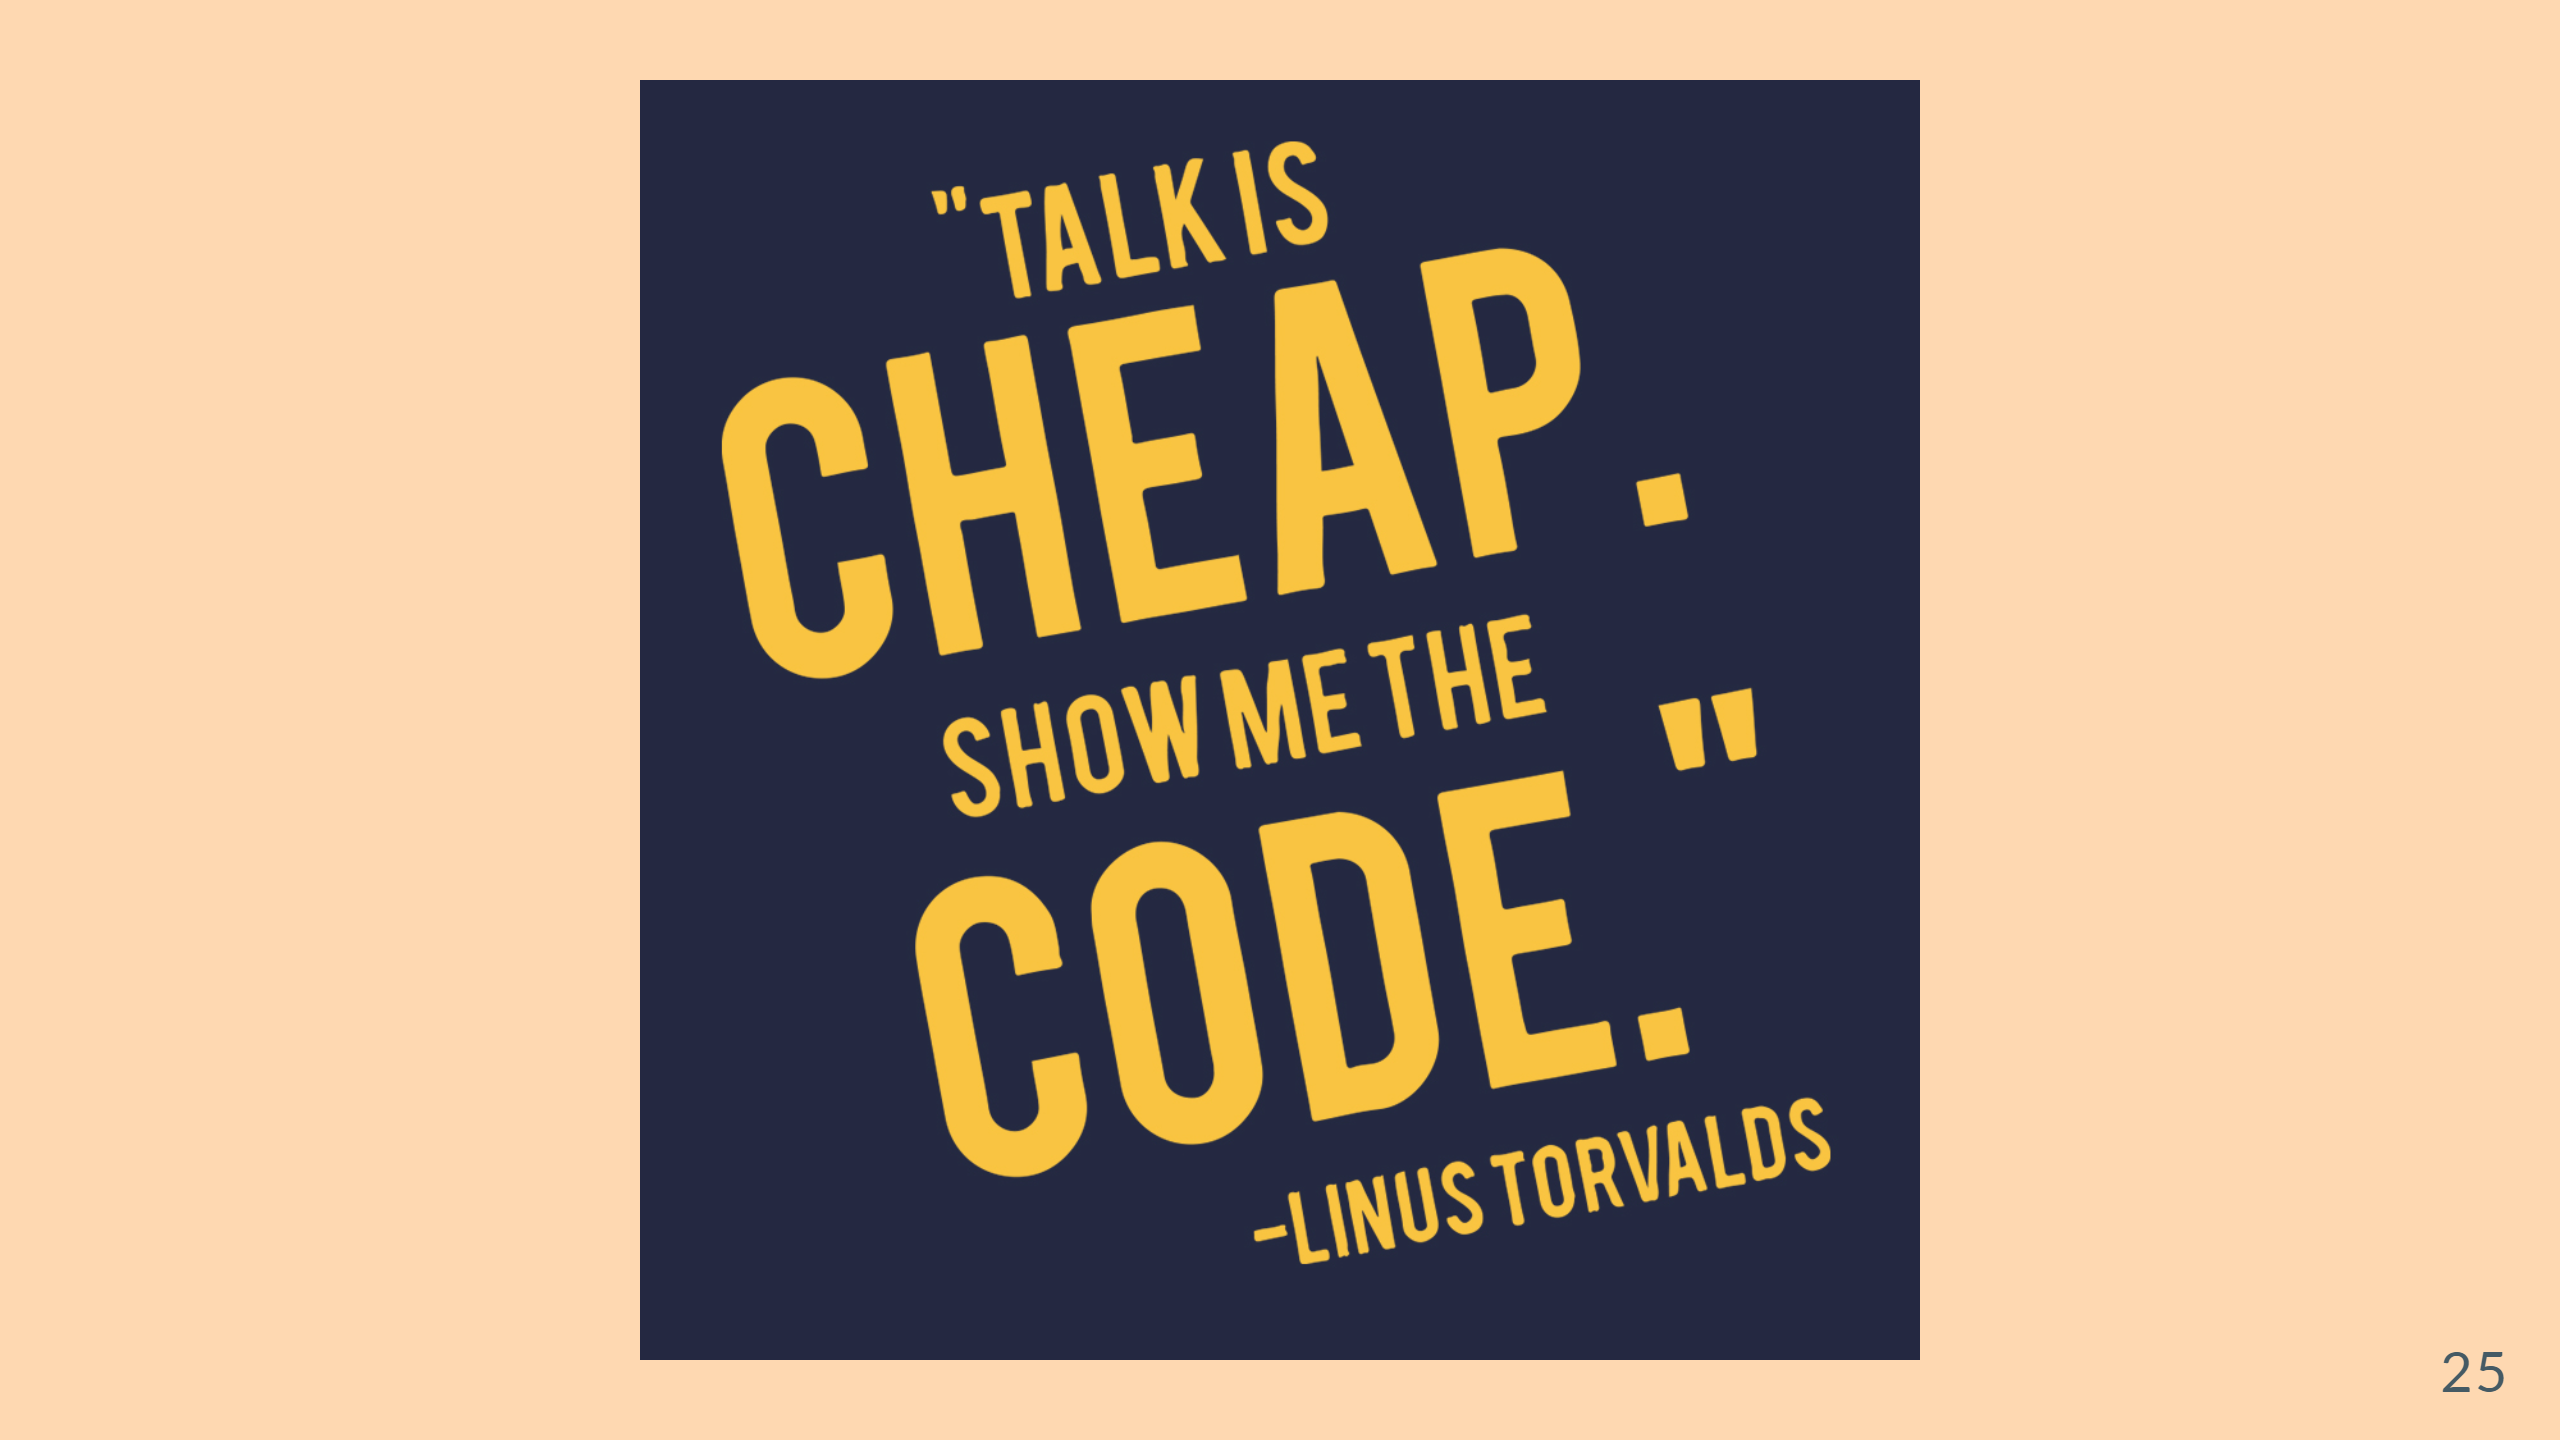 "TALK IS
CHEAP.
SHOW ME THE
CODE."
-LINUS TORVALDS
25